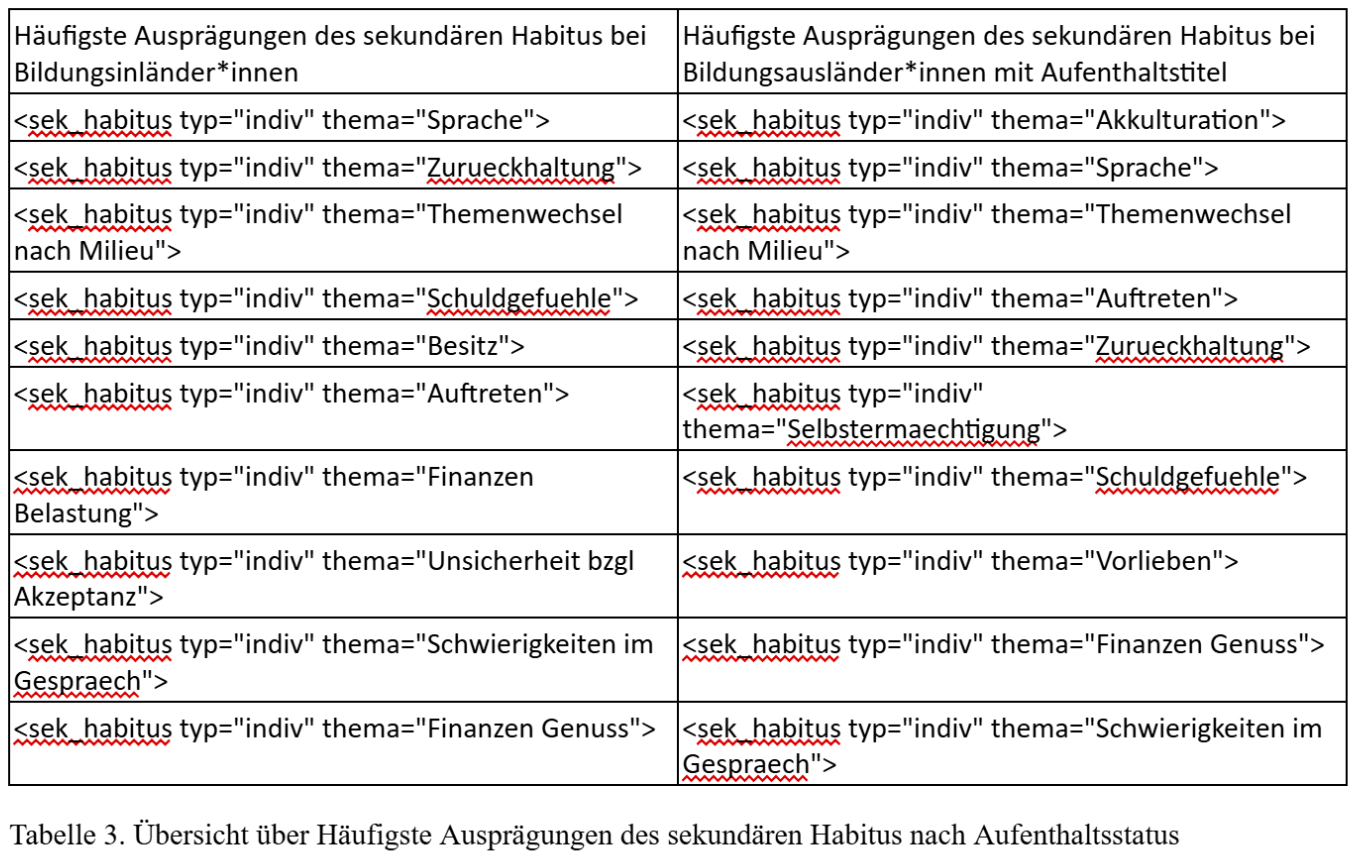 Häufigste Ausprägungen des sekundären Habitus bei
Bildungsinländer*innen
Häufigste Ausprägungen des sekundären Habitus bei
Bildungsausländer*innen mit Aufenthaltstitel
<sek_habitus typ="indiv" thema="Sprache">
<sek_habitus typ="indiv" thema="Akkulturation">
<sek_habitus typ="indiv" thema="Zurueckhaltung">
<sek_habitus typ="indiv" thema="Sprache">
<sek_habitus typ="indiv" thema="Themenwechsel
nach Milieu">
<sek_habitus typ="indiv" thema="Themenwechsel
nach Milieu">
<sek_habitus typ="indiv" thema="Schuldgefuehle">
<sek_habitus typ="indiv" thema="Auftreten">
<sek_habitus typ="indiv" thema="Besitz">
<sek_habitus typ="indiv" thema="Zurueckhaltung">
<sek_habitus typ="indiv" thema="Auftreten">
<sek_habitus typ="indiv"
thema="Selbstermaechtigung">
<sek_habitus typ="indiv" thema="Finanzen
Belastung">
<sek_habitus typ="indiv" thema="Schuldgefuehle">
<sek_habitus typ="indiv" thema="Unsicherheit bzgl
Akzeptanz">
<sek_habitus typ="indiv" thema="Vorlieben">
<sek_habitus typ="indiv" thema="Schwierigkeiten im
Gespraech">
<sek_habitus typ="indiv" thema="Finanzen Genuss">
<sek_habitus typ="indiv" thema="Finanzen Genuss">
<sek_habitus typ="indiv" thema="Schwierigkeiten im
Gespraech">
Tabelle 3. Übersicht über Häufigste Ausprägungen des sekundären Habitus nach Aufenthaltsstatus